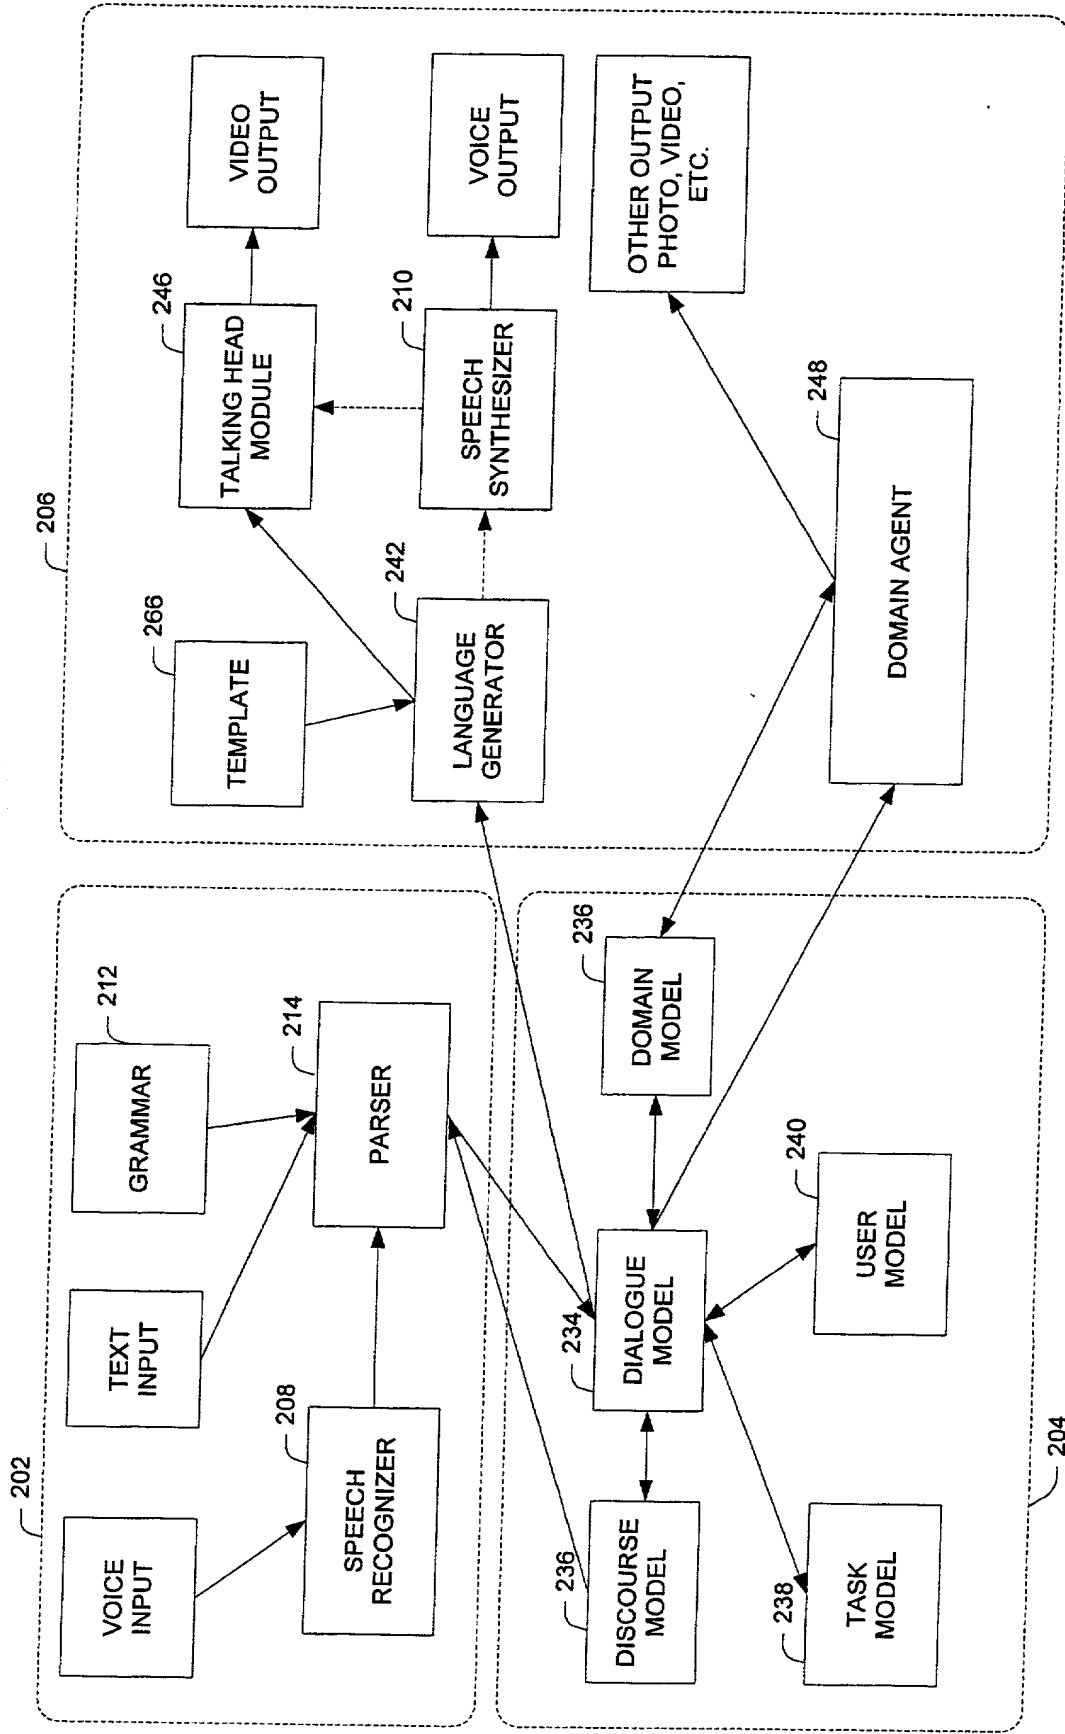 202
VOICE
INPUT
TEXT
INPUT
GRAMMAR
212
208
SPEECH
RECOGNIZER
214
PARSER
236
DISCOURSE
MODEL
234
DIALOGUE
MODEL
236
DOMAIN
MODEL
238
TASK
MODEL
240
USER
MODEL
204
206
266
TEMPLATE
246
TALKING HEAD
MODULE
VIDEO
OUTPUT
242
LANGUAGE
GENERATOR
210
SPEECH
SYNTHESIZER
VOICE
OUTPUT
OTHER OUTPUT
PHOTO, VIDEO,
ETC.
248
DOMAIN AGENT